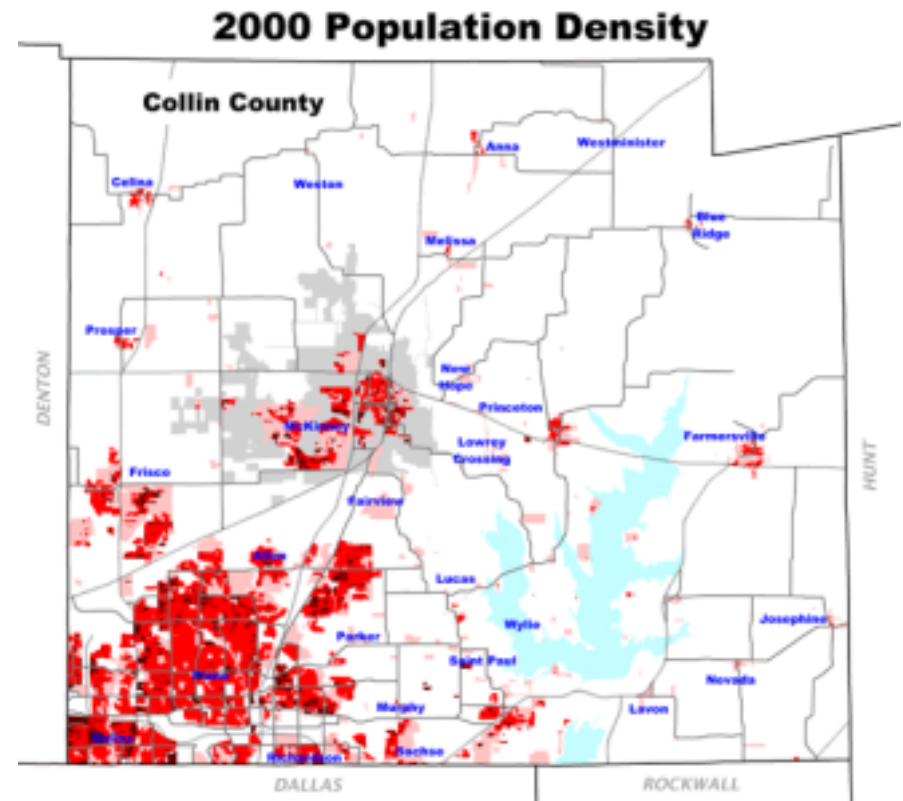 2000 Population Density
Collin County
Anna
Westminister
Celina
Weston
Blue
Ridge
Melissa
Prosper
DENTON
New
Hope
Princeton
McKinney
Lowrey
Crossing
Farmersville
HUNT
Frisco
Fairview
Allen
Lucas
Wylie
Josephine
Parker
Saint Paul
Plano
Nevada
Murphy
Lavon
Dallas
Sachse
Richardson
DALLAS
ROCKWALL